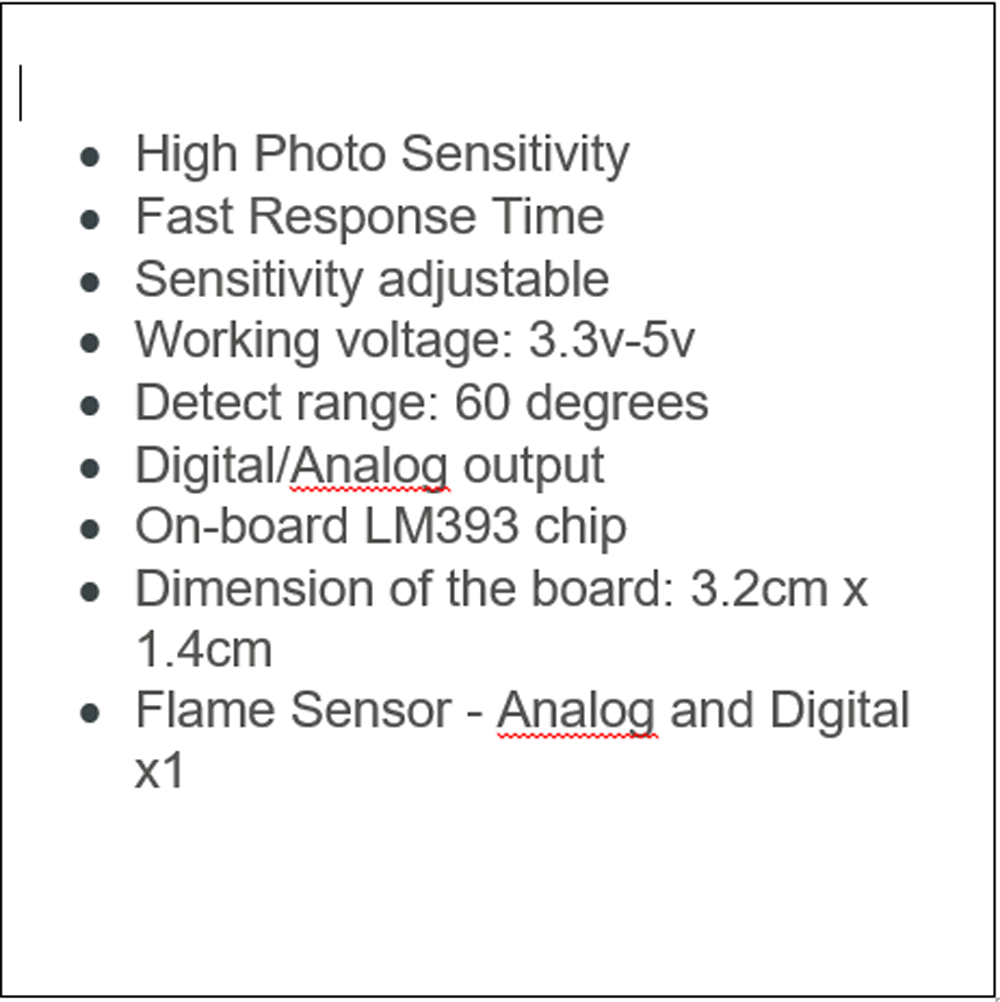 • High Photo Sensitivity
• Fast Response Time
• Sensitivity adjustable
• Working voltage: 3.3v-5v
• Detect range: 60 degrees
• Digital/Analog output
• On-board LM393 chip
• Dimension of the board: 3.2cm x
1.4cm
• Flame Sensor - Analog and Digital
x1